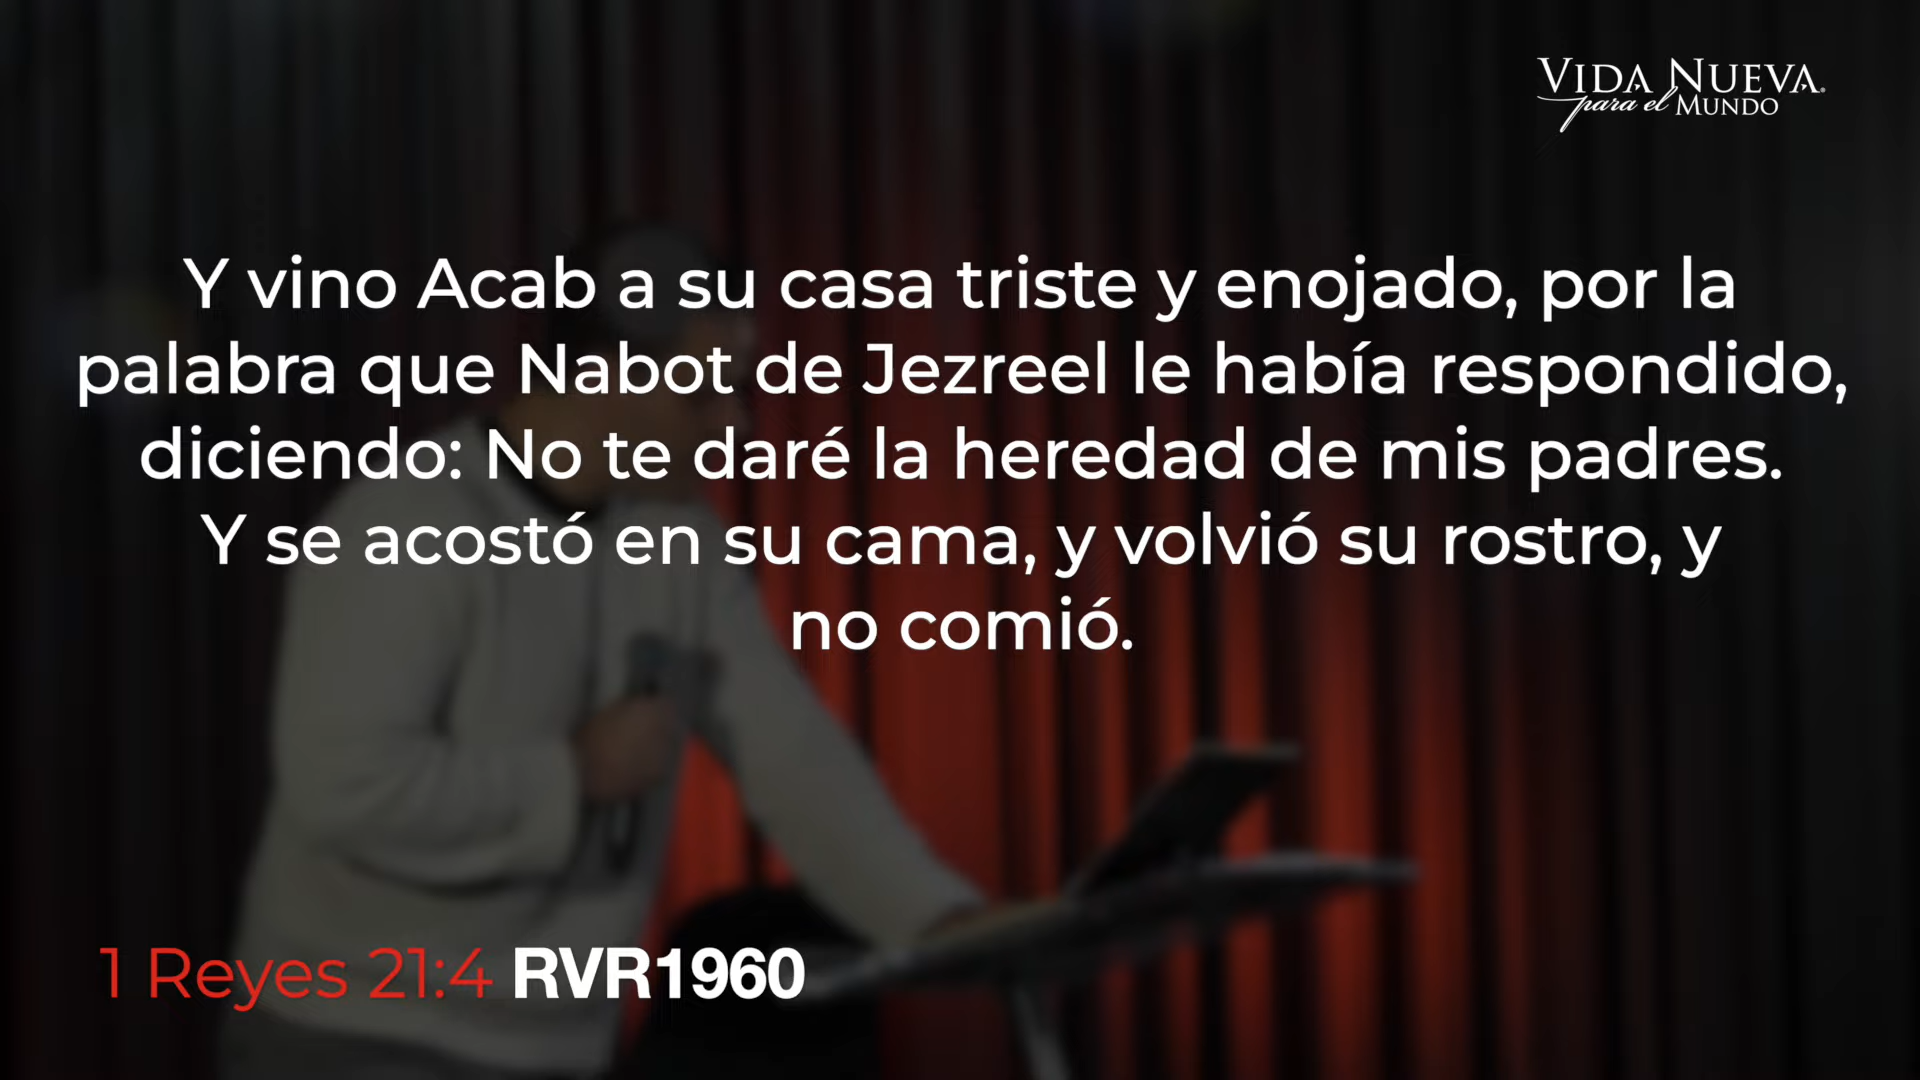 VIDA NUEVA
para el MUNDO
Y vino Acab a su casa triste y enojado, por la
palabra que Nabot de Jezreel le había respondido,
diciendo: No te daré la heredad de mis padres.
Y se acostó en su cama, y volvió su rostro, y
no comió.
1 Reyes 21:4 RVR1960